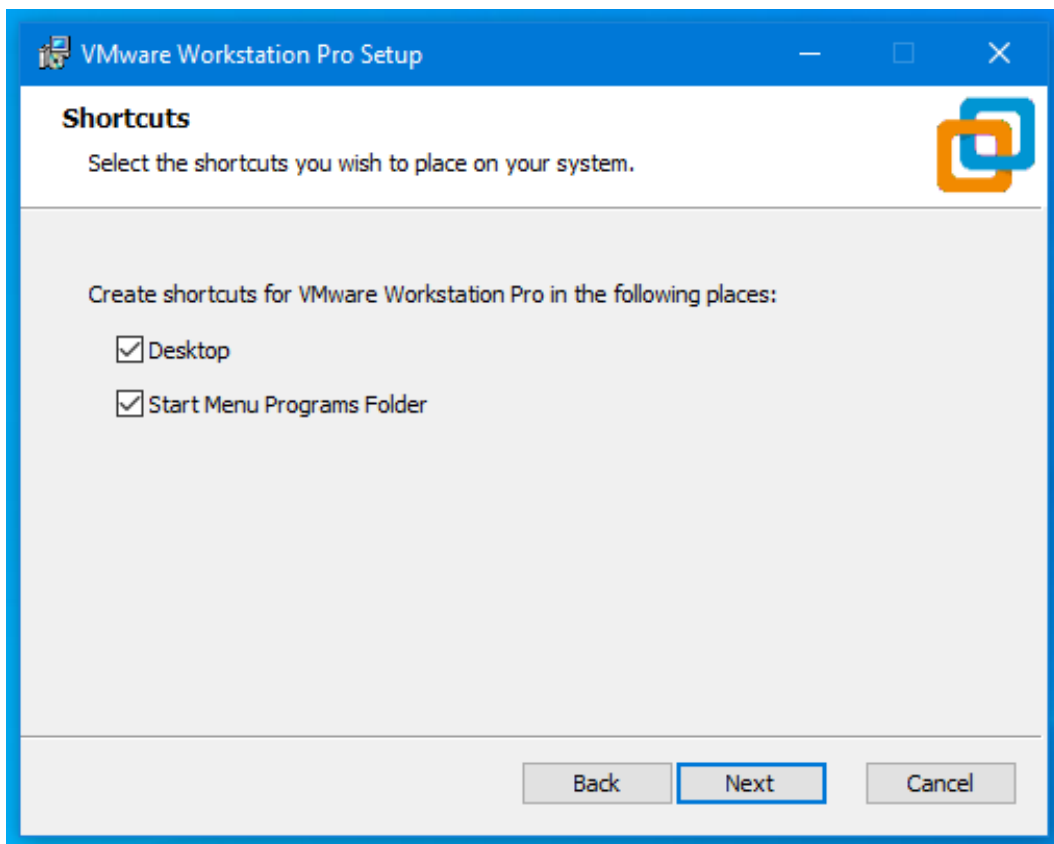 VMware Workstation Pro Setup
Shortcuts
Select the shortcuts you wish to place on your system.
Create shortcuts for VMware Workstation Pro in the following places:
Desktop
Start Menu Programs Folder
Back Next Cancel